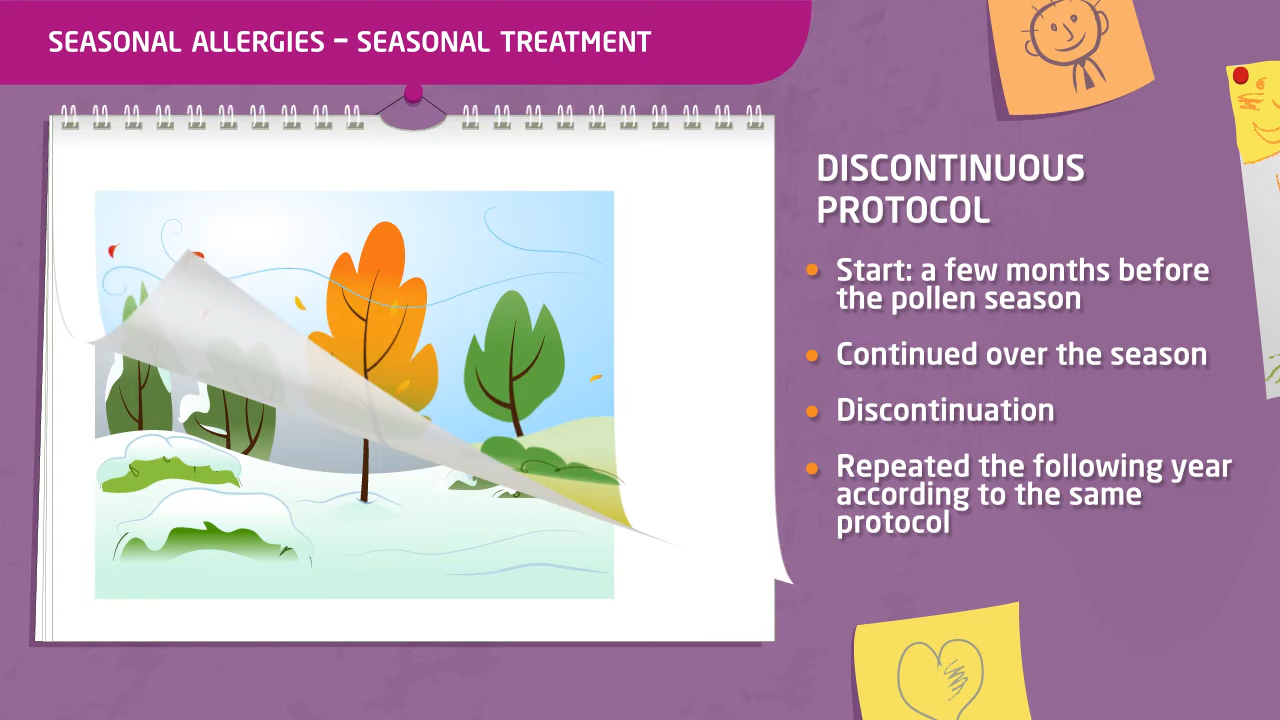 SEASONAL ALLERGIES – SEASONAL TREATMENT
DISCONTINUOUS
PROTOCOL
Start: a few months before
the pollen season
Continued over the season
Discontinuation
Repeated the following year
according to the same
protocol